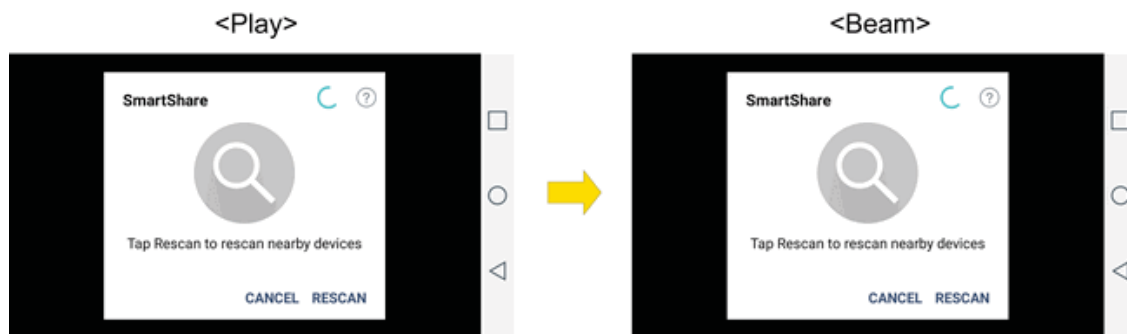 <Play>
SmartShare
?
Tap Rescan to rescan nearby devices
CANCEL RESCAN
<Beam>
SmartShare
?
Tap Rescan to rescan nearby devices
CANCEL RESCAN